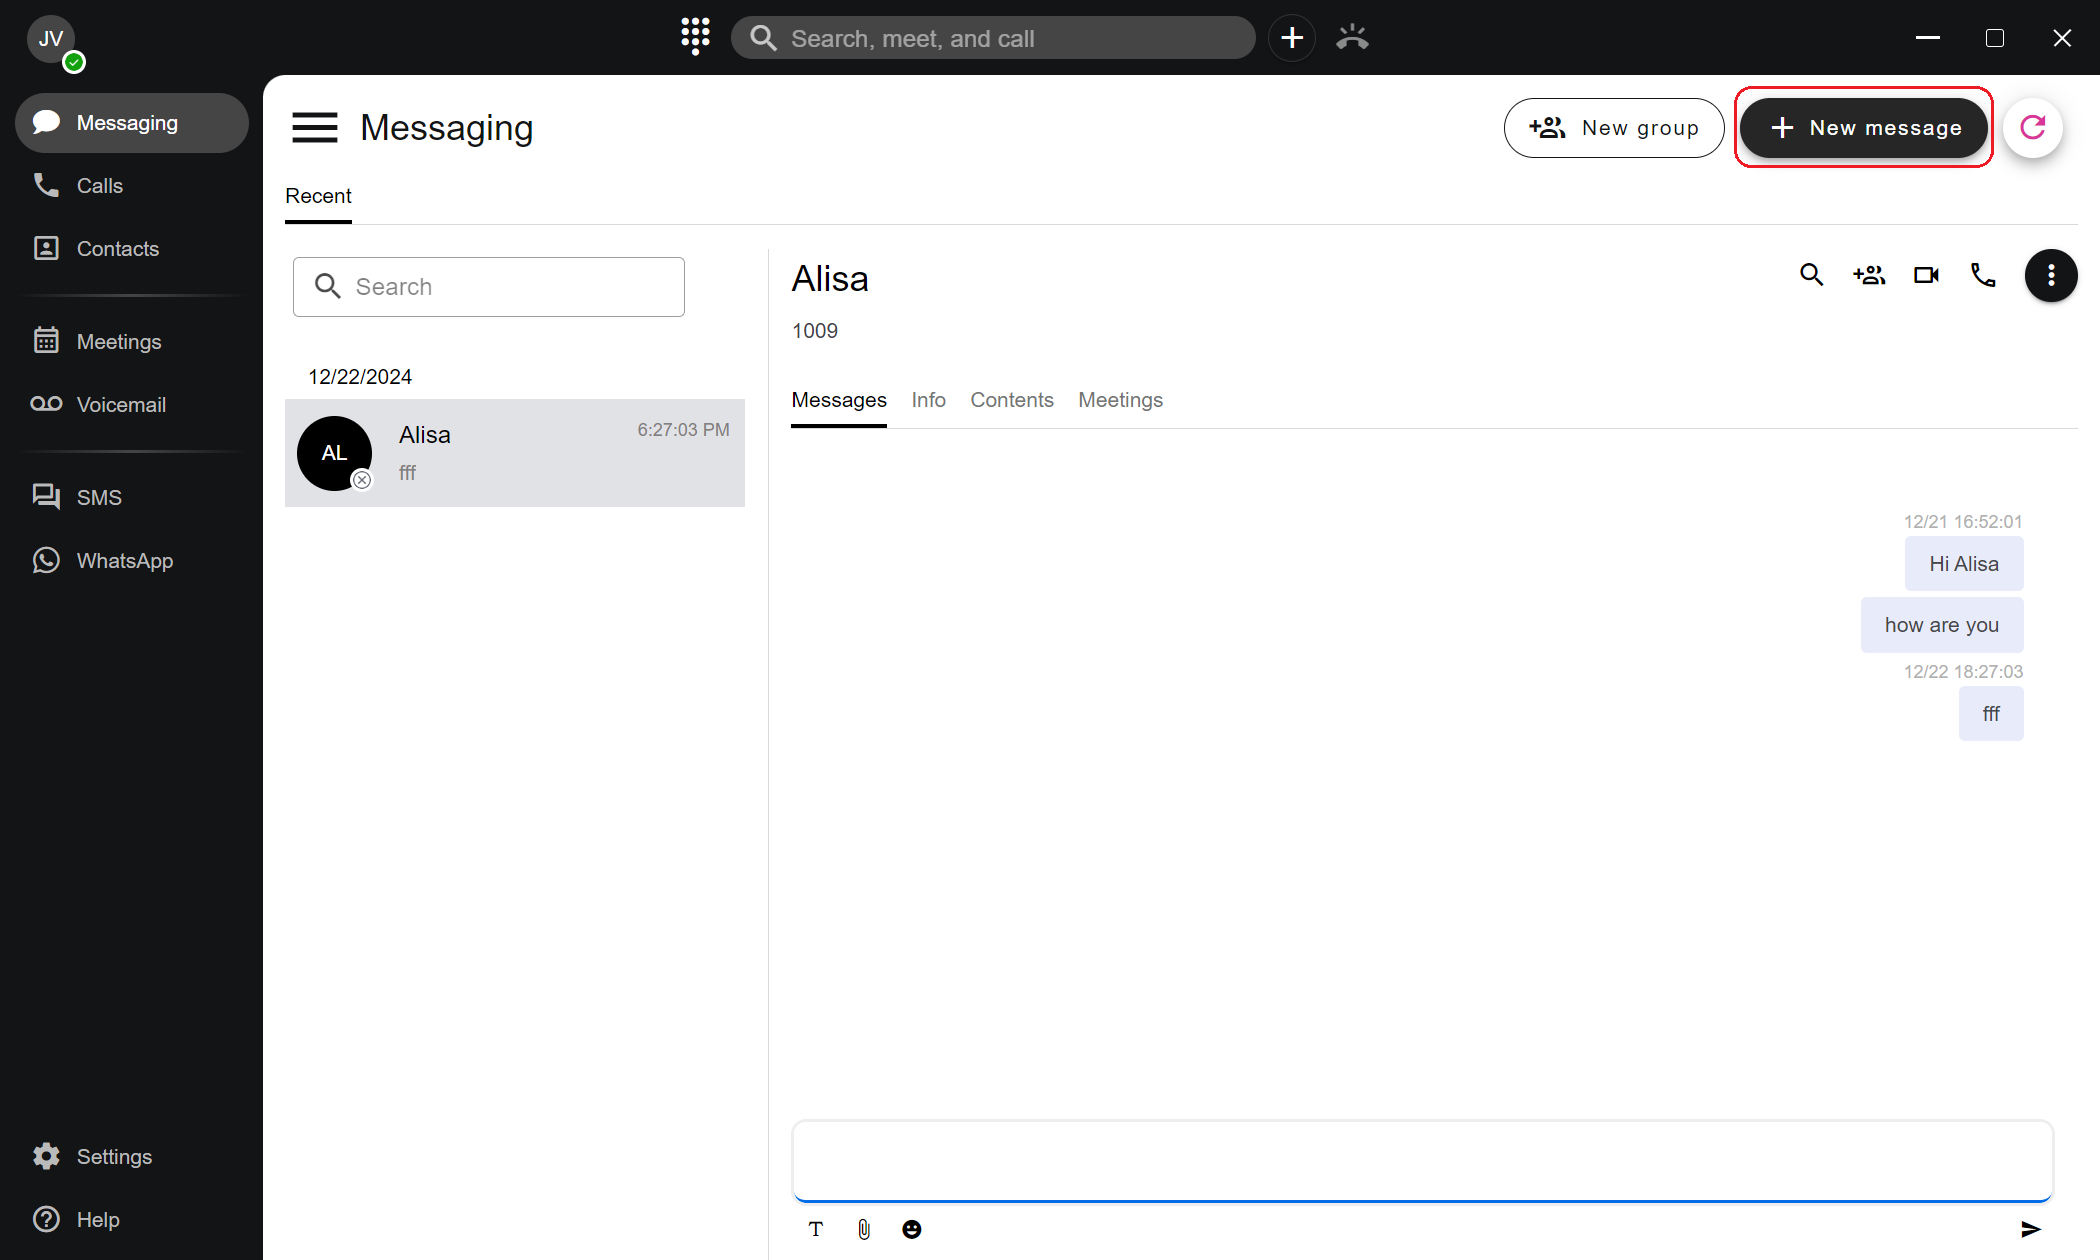 JV
Search, meet, and call
Messaging
Calls
Contacts
Meetings
Voicemail
SMS
WhatsApp
Settings
Help
Messaging
New group
New message
Recent
Search
12/22/2024
AL
Alisa
6:27:03 PM
fff
Alisa
1009
Messages Info Contents Meetings
12/21 16:52:01
Hi Alisa
how are you
12/22 18:27:03
fff
T